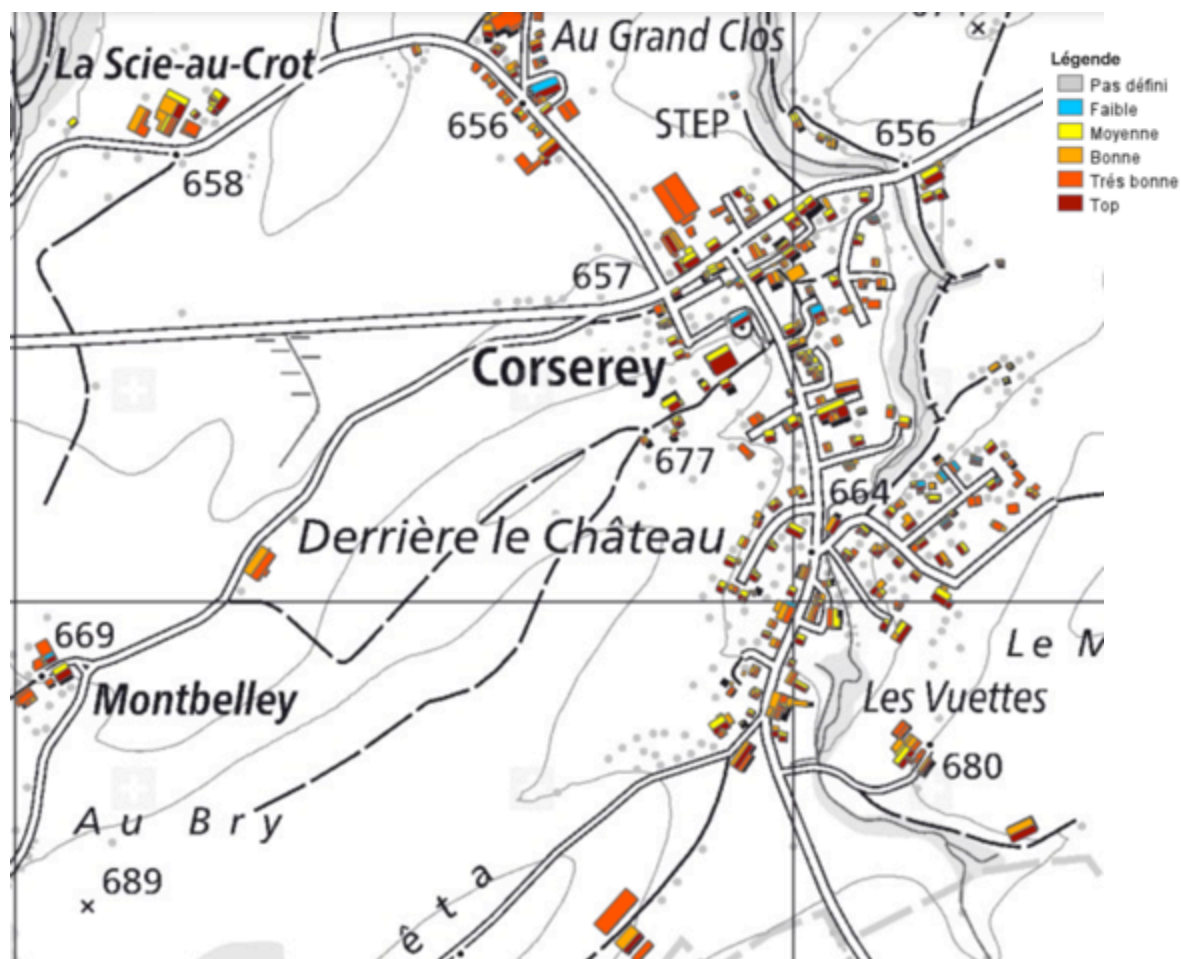 Au Grand Clos
La Scie-au-Crot
Légende
Pas défini
Faible
Moyenne
Bonne
Trés bonne
Top
656
STEP
656
658
657
Corserey
677
664
Derrière le Château
669
Le M
Montbelley
Les Vuettes
680
Au Bry
689
êta